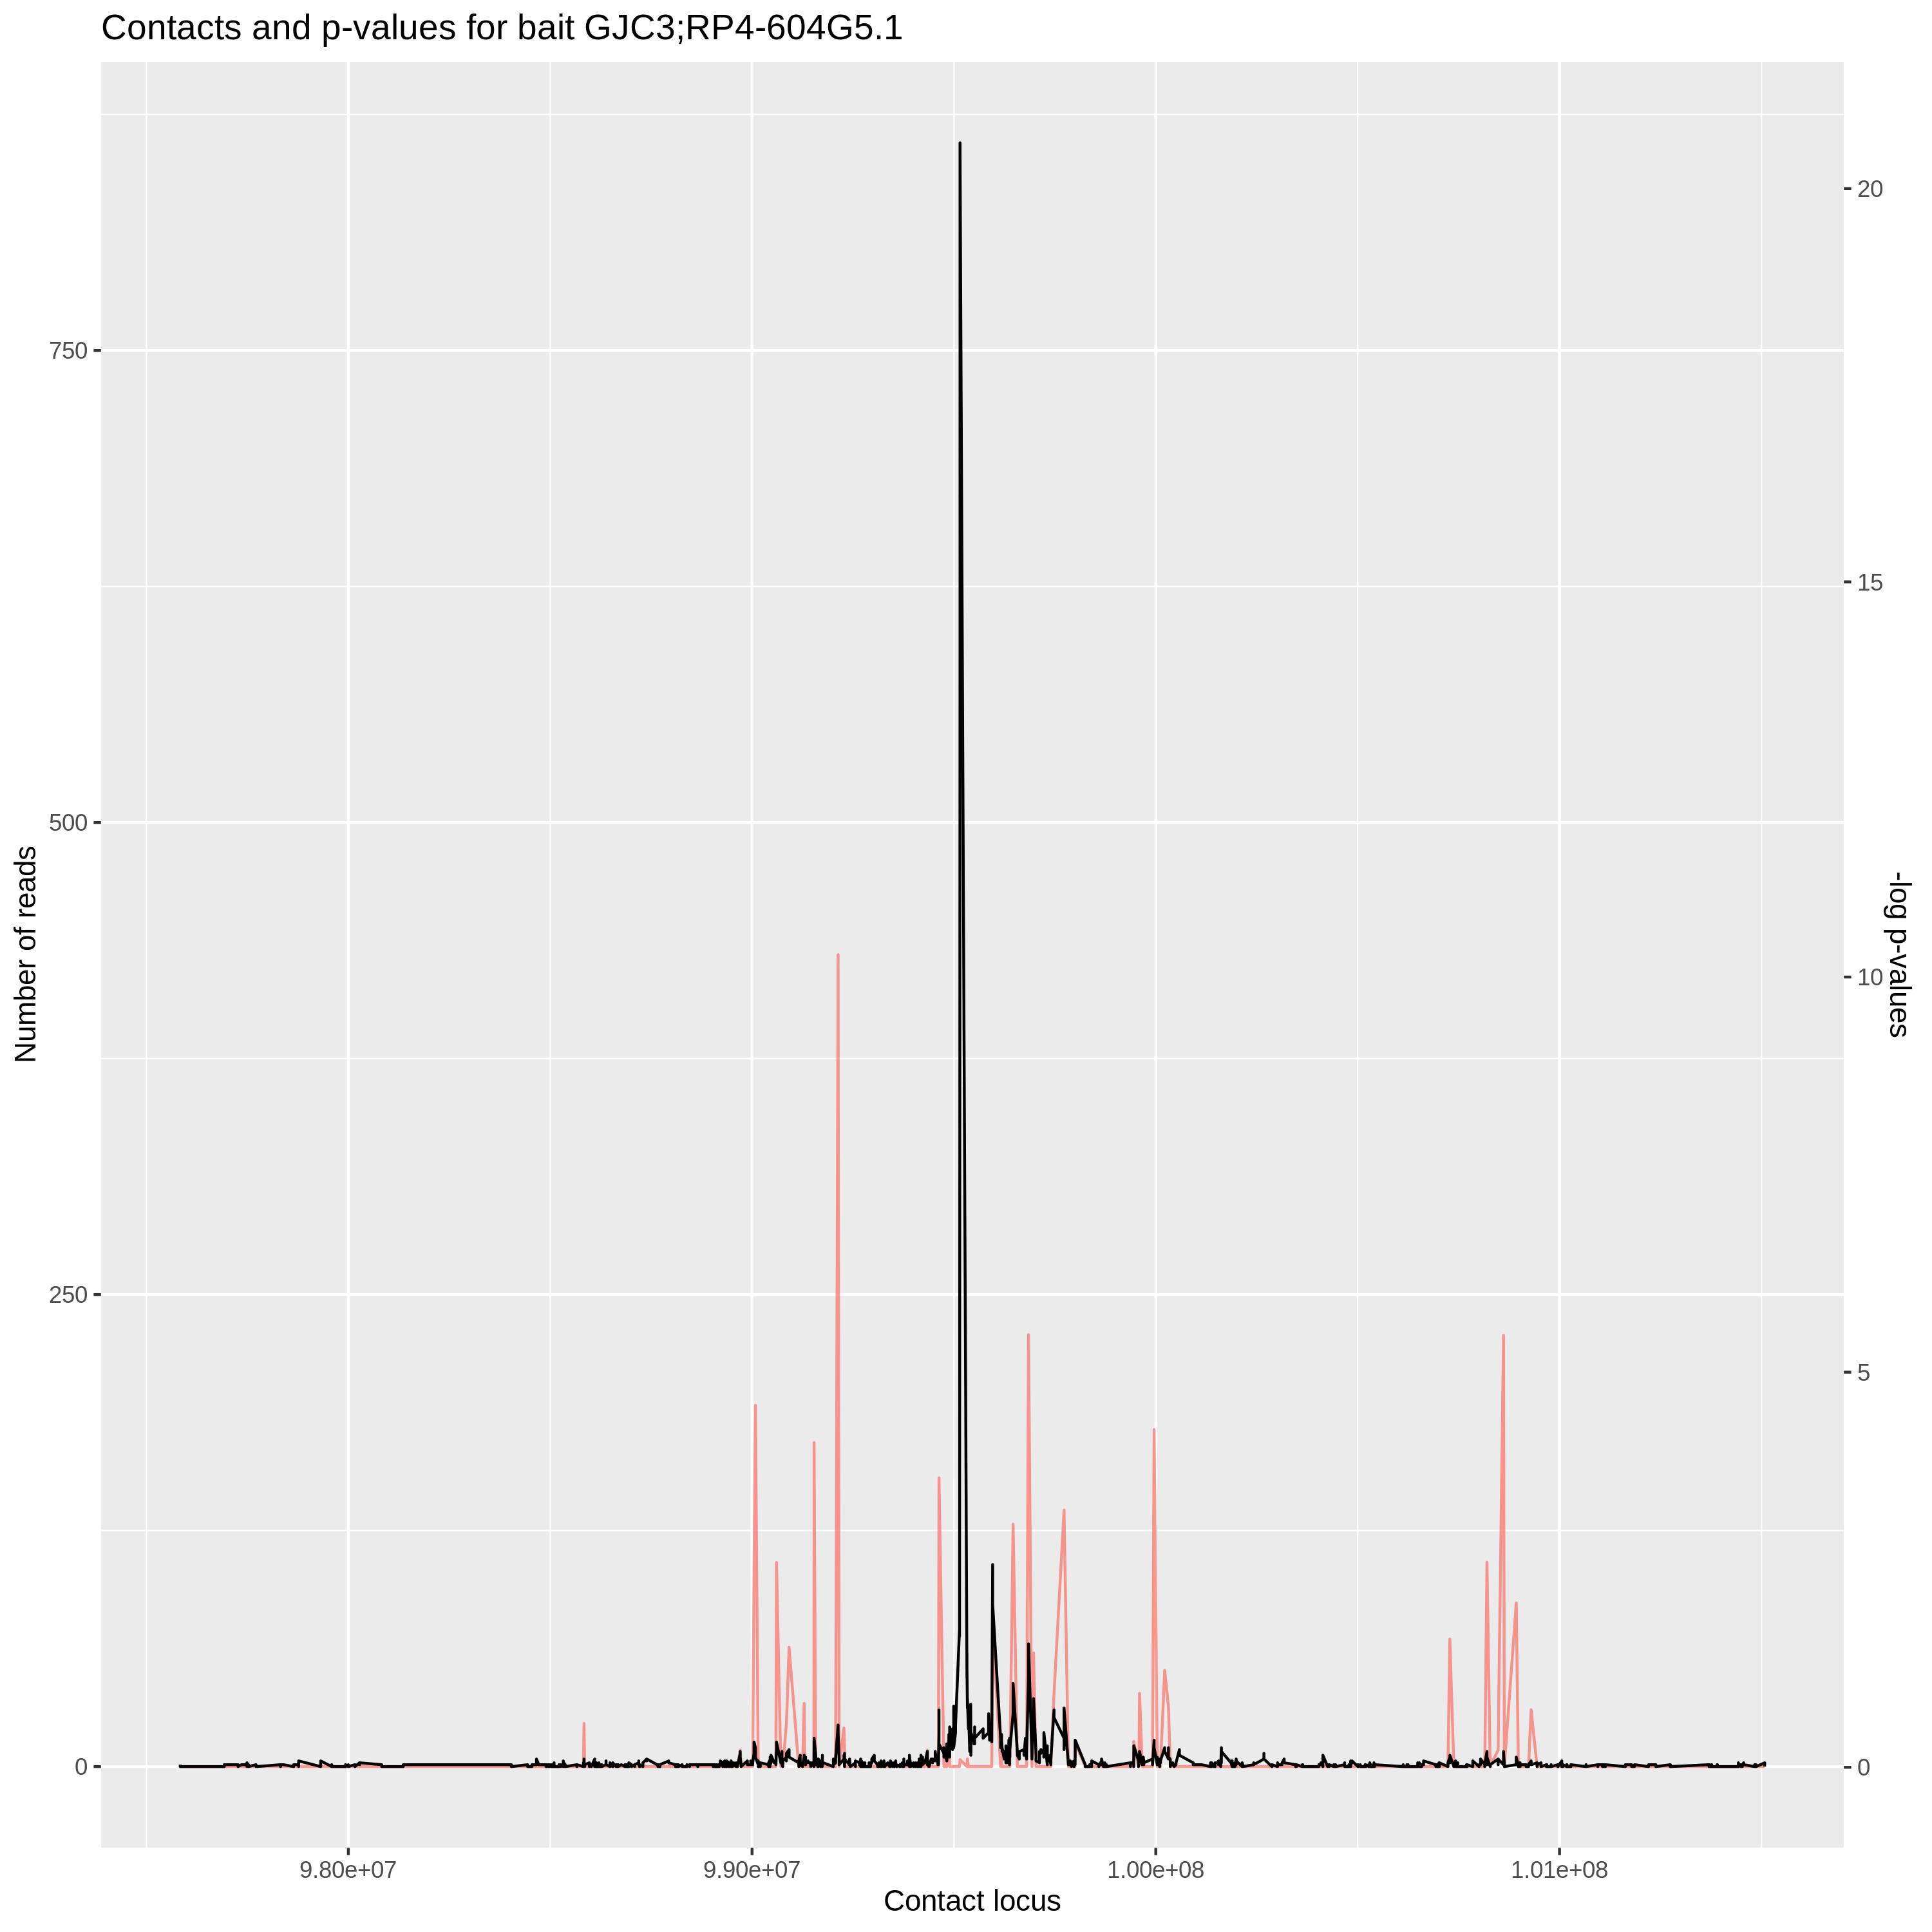 Contacts and p-values for bait GJC3;RP4-604G5.1
Number of reads
750
500
250
0
20
15
10
5
0
-log p-values
9.80e+07
9.90e+07
1.00e+08
1.01e+08
Contact locus